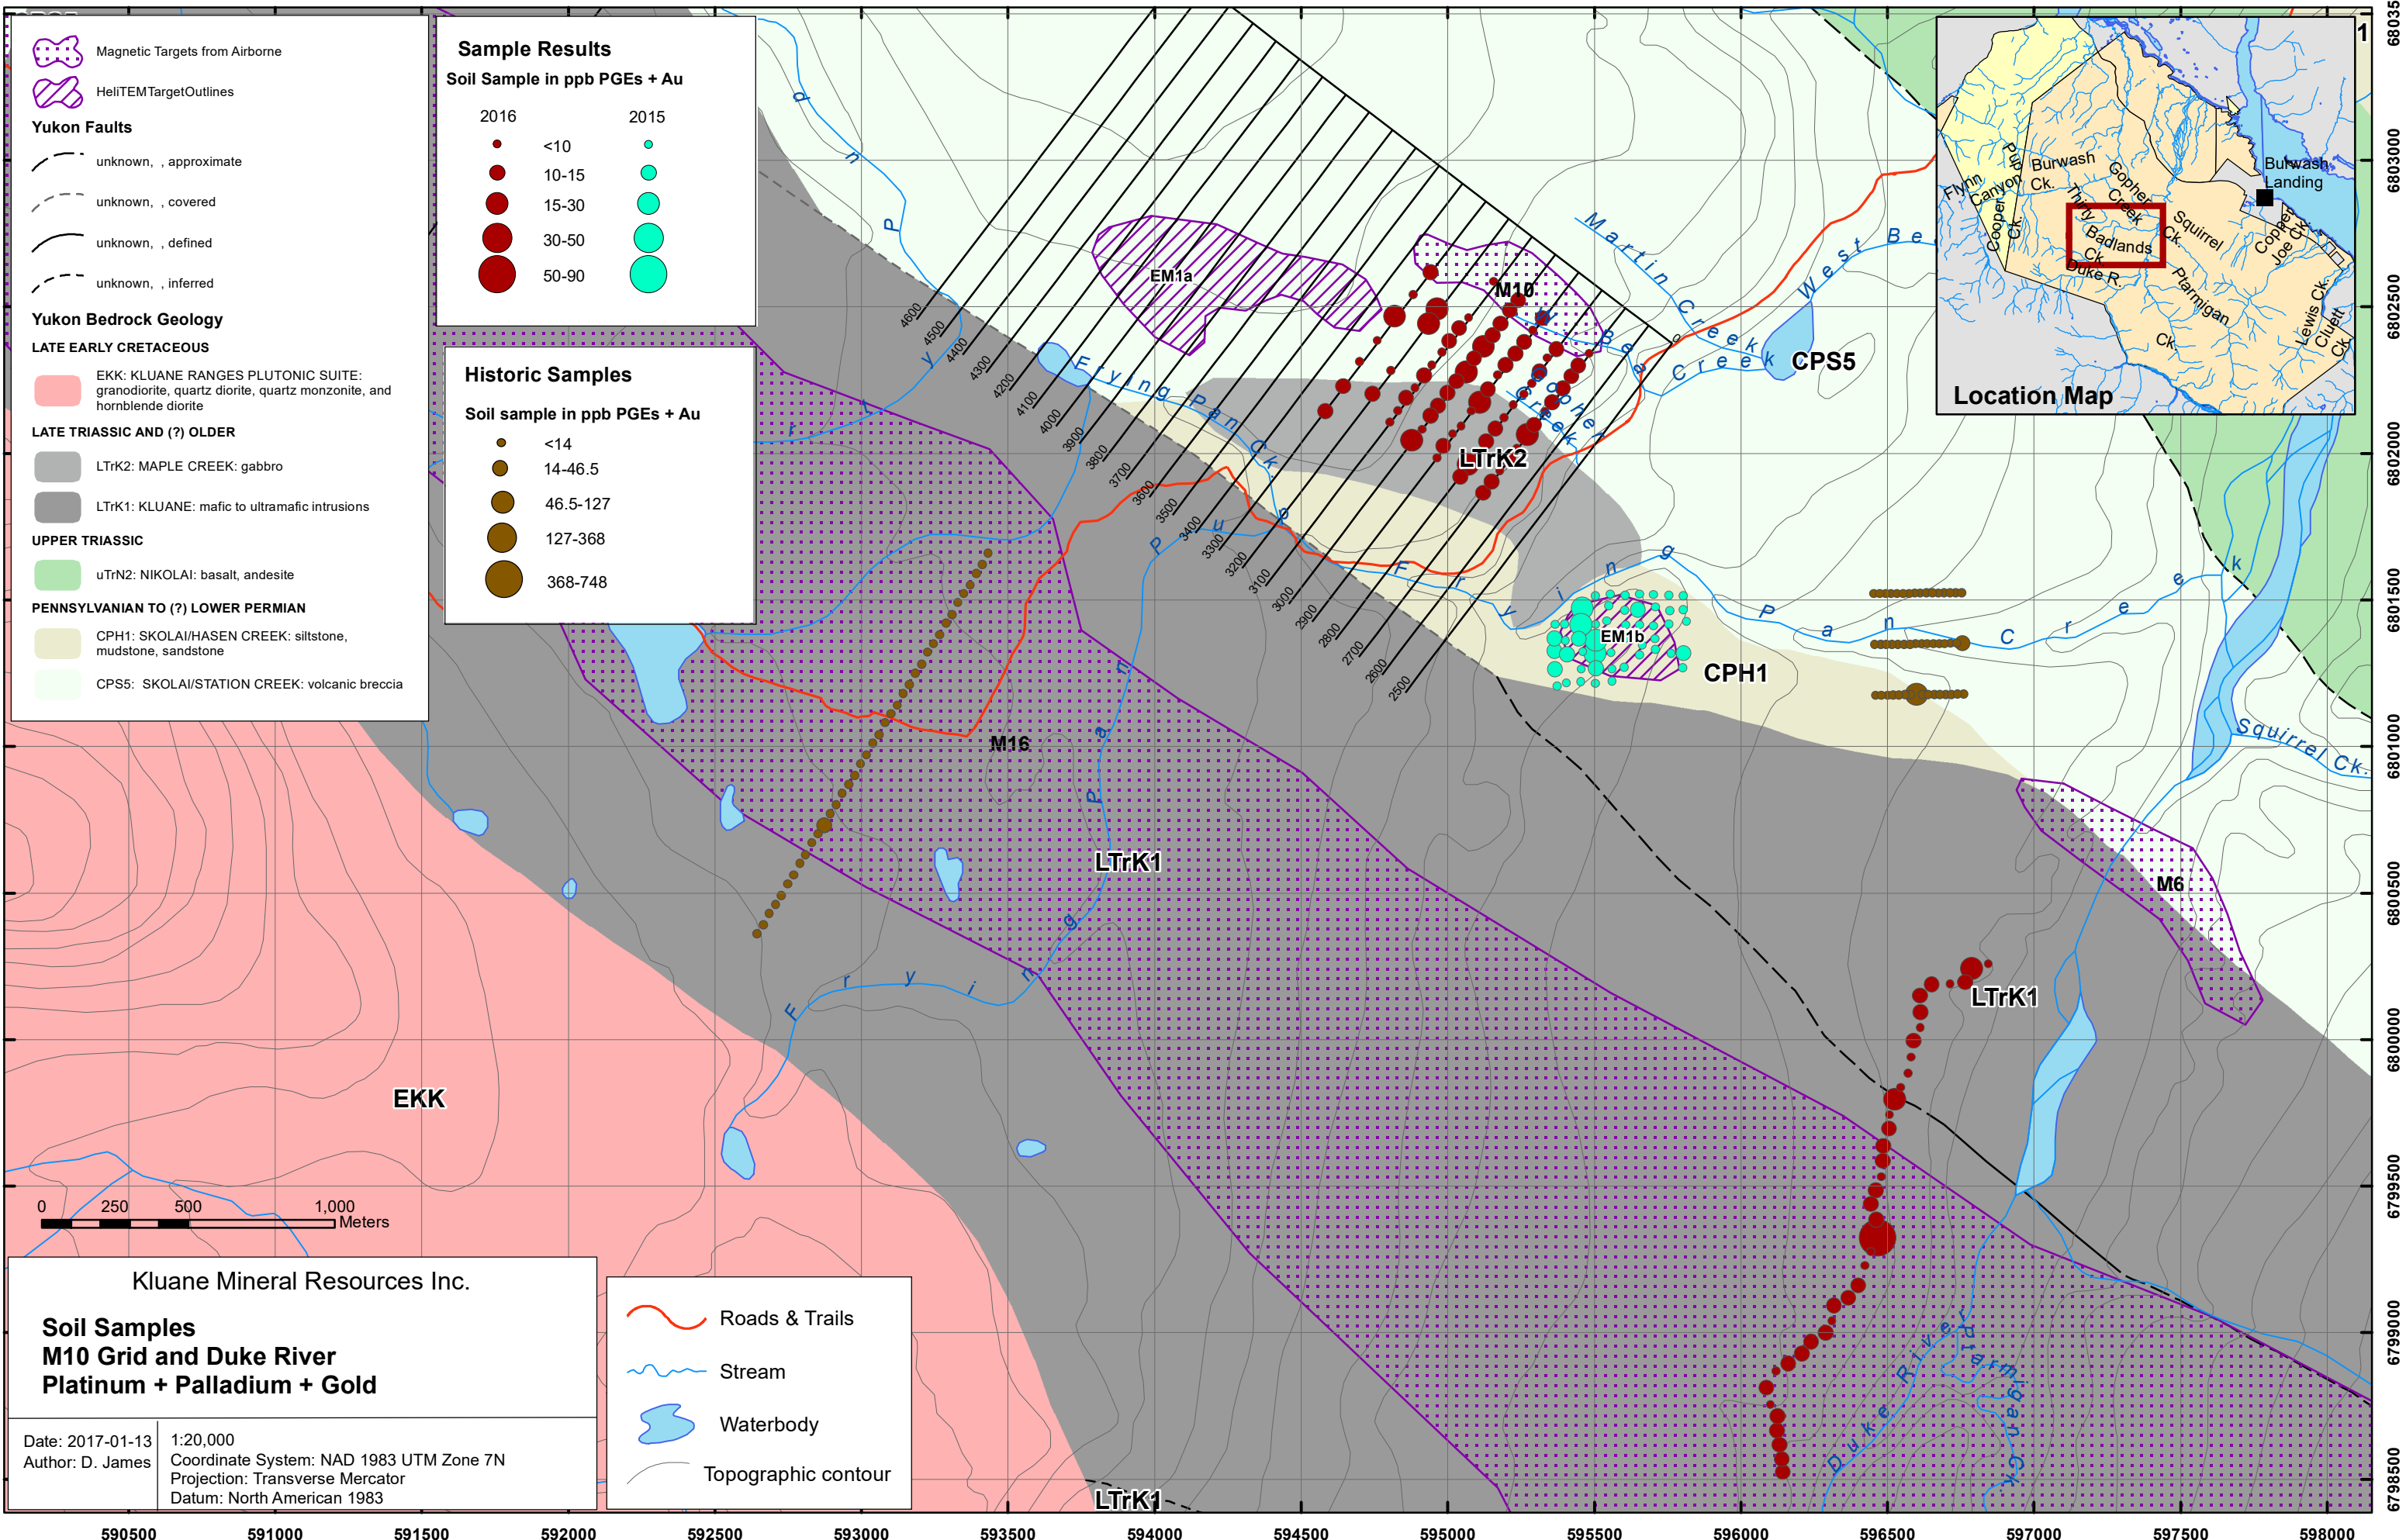 Magnetic Targets from Airborne
HeliTEMTargetOutlines
Yukon Faults
unknown, , approximate
unknown, , covered
unknown, , defined
unknown, , inferred
Yukon Bedrock Geology
LATE EARLY CRETACEOUS
EKK: KLUANE RANGES PLUTONIC SUITE:
granodiorite, quartz diorite, quartz monzonite, and
hornblende diorite
LATE TRIASSIC AND (?) OLDER
LTrK2: MAPLE CREEK: gabbro
LTrK1: KLUANE: mafic to ultramafic intrusions
UPPER TRIASSIC
uTrN2: NIKOLAI: basalt, andesite
PENNSYLVANIAN TO (?) LOWER PERMIAN
CPH1: SKOLAI/HASEN CREEK: siltstone,
mudstone, sandstone
CPS5: SKOLAI/STATION CREEK: volcanic breccia
Sample Results
Soil Sample in ppb PGEs + Au
2016 2015
<10
10-15
15-30
30-50
50-90
Historic Samples
Soil sample in ppb PGEs + Au
<14
14-46.5
46.5-127
127-368
368-748
Burwash
Landing
Burwash
Ck.
Pup
Canyon
Flynn
Cooper
Ck.
Thirty
Gopher
Creek
Ck.
Squirrel
Badlands
Ck.
Duke R.
Ptarmigan
Ck.
Copper
Joe Ck.
Lewis Ck.
Cluett
Ck.
Location Map
1
EM1a
M10
Martin Creek
West Be
Creek
Gopher
Creek
CPS5
LTrK2
Frying Pan Ck.
4600
4500
4400
4300
4200
4100
4000
3900
3800
3700
3600
3500
3400
3300
3200
3100
3000
2900
2800
2700
2600
2500
0
EM1b
CPH1
Frying Pan Creek
Squirrel Ck.
M16
Frying Pan
LTrK1
M6
LTrK1
EKK
LTrK1
Duke River
Ptarmigan Ck
0 250 500 1,000
Meters
Kluane Mineral Resources Inc.
Soil Samples
M10 Grid and Duke River
Platinum + Palladium + Gold
Date: 2017-01-13
Author: D. James
1:20,000
Coordinate System: NAD 1983 UTM Zone 7N
Projection: Transverse Mercator
Datum: North American 1983
Roads & Trails
Stream
Waterbody
Topographic contour
590500 591000 591500 592000 592500 593000 593500 594000 594500 595000 595500 596000 596500 597000 597500 598000
6803000
6802500
6802000
6801500
6801000
6800500
6800000
6799500
6799000
6798500